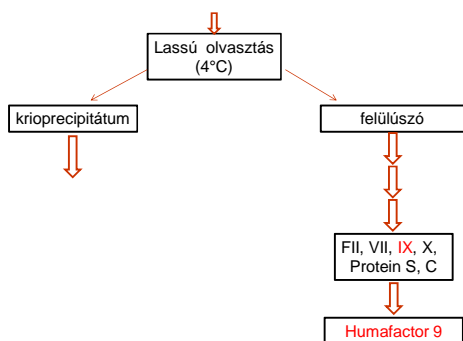 Lassú olvasztás
(4°C)
krioprecipitátum
felülúszó
FII, VII, IX, X,
Protein S, C
Humafactor 9